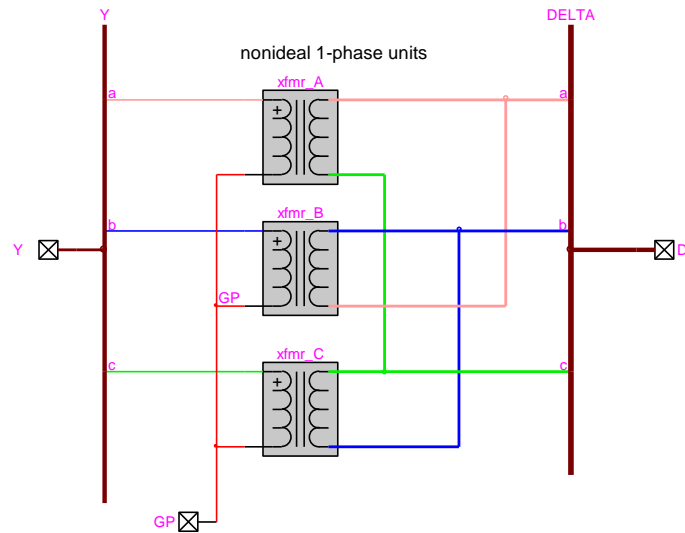 Y DELTA
nonideal 1-phase units
xfmr_A
a a
+
xfmr_B
b b
+
Y D
GP
xfmr_C
c c
+
GP